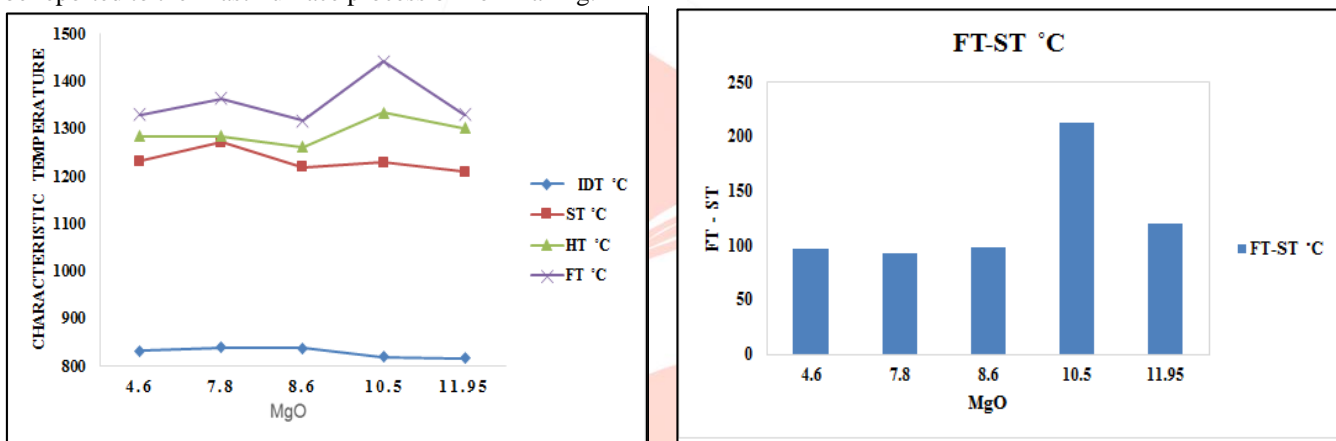 1500
1400
1300
1200
1100
1000
900
800
CHARACTERISTIC TEMPERATURE
4.6 7.8 8.6 10.5 11.95
MgO
IDT °C
ST °C
HT °C
FT °C
FT-ST °C
250
200
150
100
50
0
FT - ST
4.6 7.8 8.6 10.5 11.95
MgO
FT-ST °C